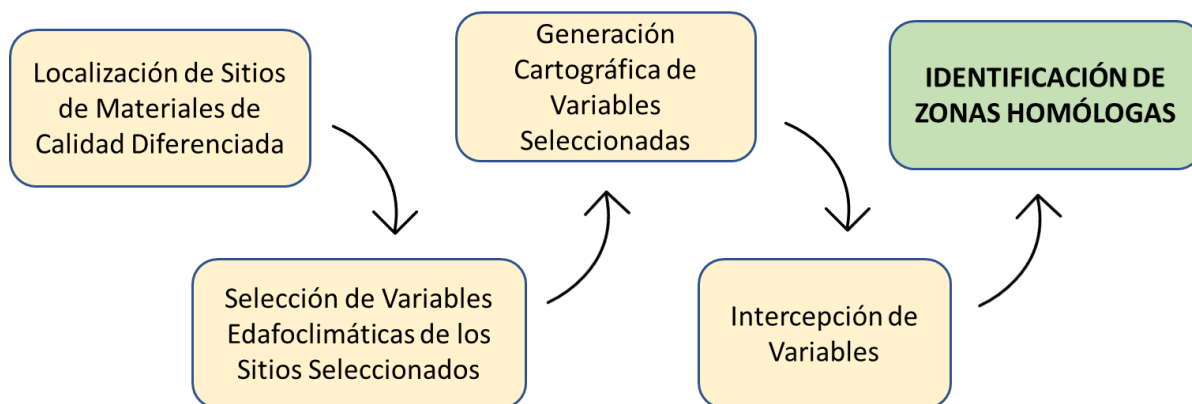 Localización de Sitios
de Materiales de
Calidad Diferenciada
Selección de Variables
Edafoclimáticas de los
Sitios Seleccionados
Generación
Cartográfica de
Variables
Seleccionadas
Intercepción de
Variables
IDENTIFICACIÓN DE
ZONAS HOMÓLOGAS